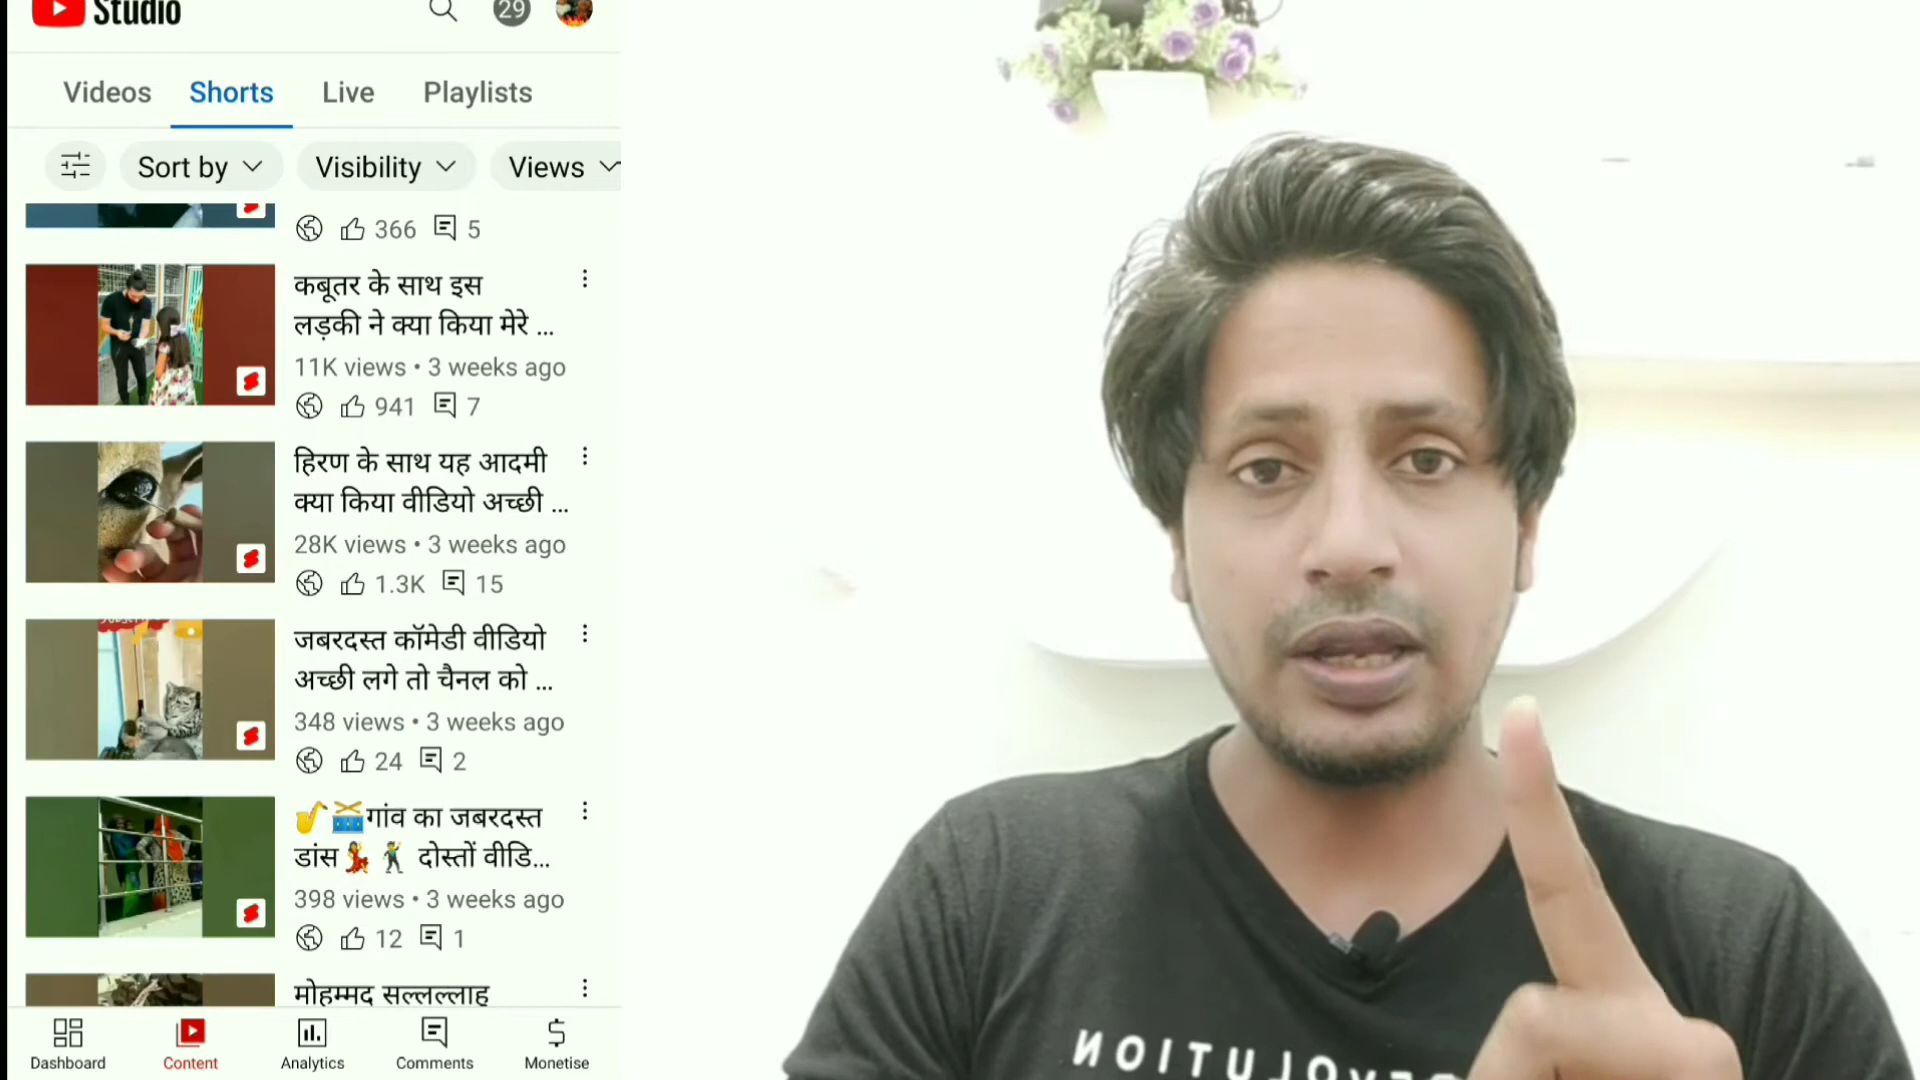 Studio
29
Videos Shorts Live Playlists
Sort by Visibility Views
366 5
कबूतर के साथ इस
लड़की ने क्या किया मेरे ...
11K views • 3 weeks ago
941 7
हिरण के साथ यह आदमी
क्या किया वीडियो अच्छी ...
28K views • 3 weeks ago
1.3K 15
जबरदस्त कॉमेडी वीडियो
अच्छी लगे तो चैनल को ...
348 views • 3 weeks ago
24 2
🎷🥁गांव का जबरदस्त
डांस💃🕺 दोस्तों वीडि...
398 views • 3 weeks ago
12 1
मोहम्मद सल्लल्लाह
Dashboard Content Analytics Comments Monetise